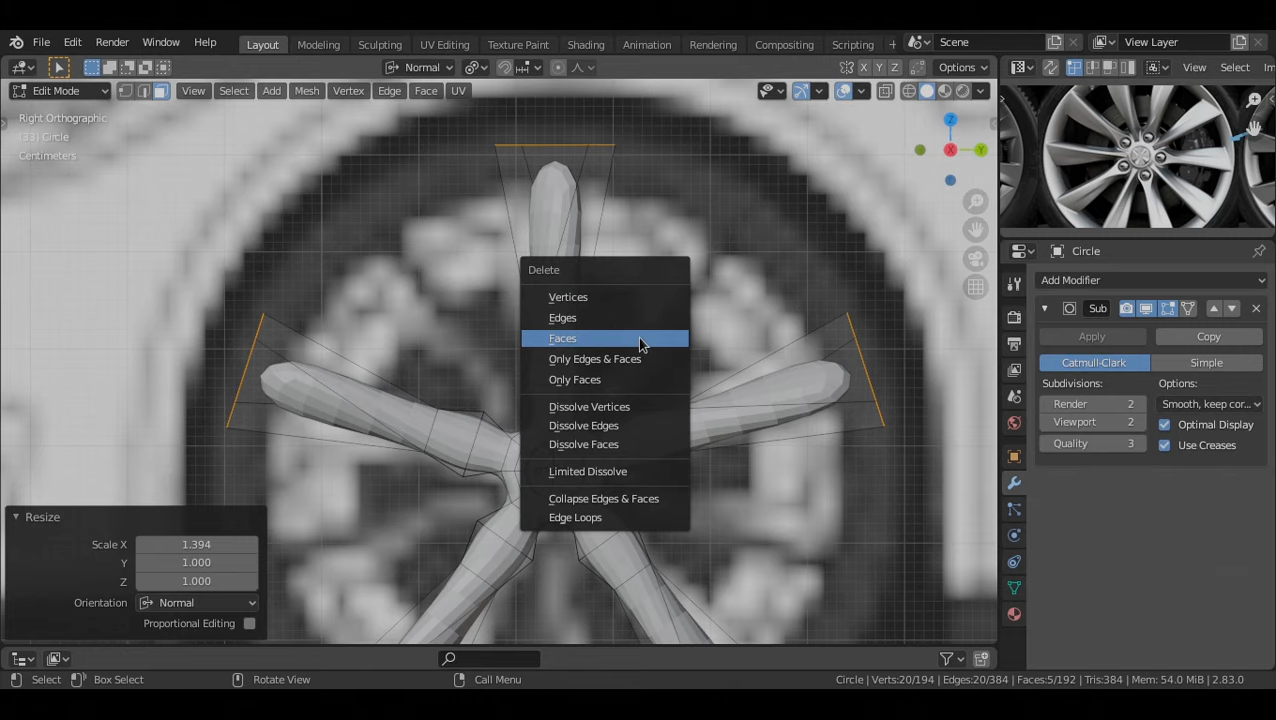 File Edit Render Window Help Layout Modeling Sculpting UV Editing Texture Paint Shading Animation Rendering Compositing Scripting + Scene View Layer
Normal X Y Z Options View Select Im
Edit Mode View Select Add Mesh Vertex Edge Face UV
Right Orthographic
(33) Circle
Centimeters
Z
X
Y
Delete
Vertices
Edges
Faces
Only Edges & Faces
Only Faces
Dissolve Vertices
Dissolve Edges
Dissolve Faces
Limited Dissolve
Collapse Edges & Faces
Edge Loops
Circle
Add Modifier
Sub
Apply Copy
Catmull-Clark Simple
Subdivisions: Options:
Render 2 Smooth, keep cor...
Viewport 2 Optimal Display
Quality 3 Use Creases
Resize
Scale X 1.394
Y 1.000
Z 1.000
Orientation Normal
Proportional Editing
Select Box Select Rotate View Call Menu Circle | Verts:20/194 | Edges:20/384 | Faces:5/192 | Tris:384 | Mem: 54.0 MiB | 2.83.0